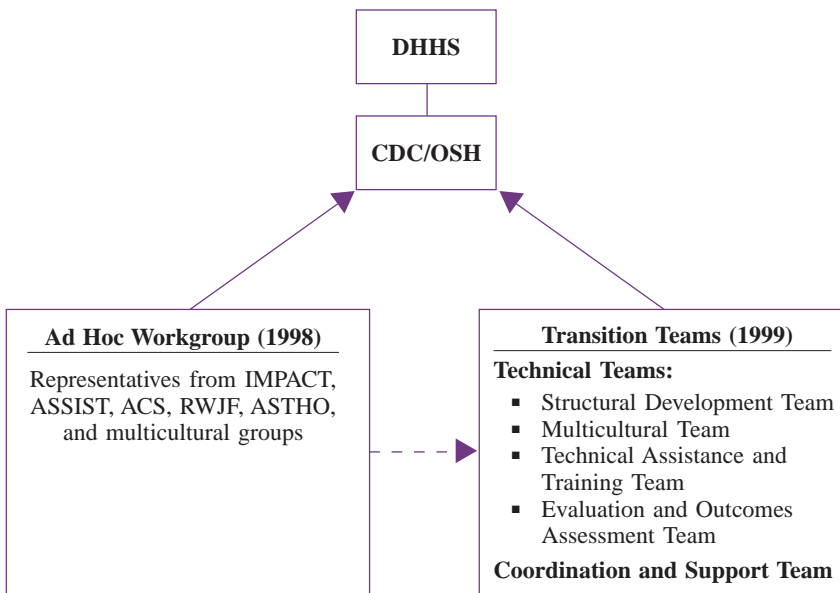 DHHS
CDC/OSH
Ad Hoc Workgroup (1998)
Representatives from IMPACT,
ASSIST, ACS, RWJF, ASTHO,
and multicultural groups
Transition Teams (1999)
Technical Teams:
▪ Structural Development Team
▪ Multicultural Team
▪ Technical Assistance and
Training Team
▪ Evaluation and Outcomes
Assessment Team
Coordination and Support Team